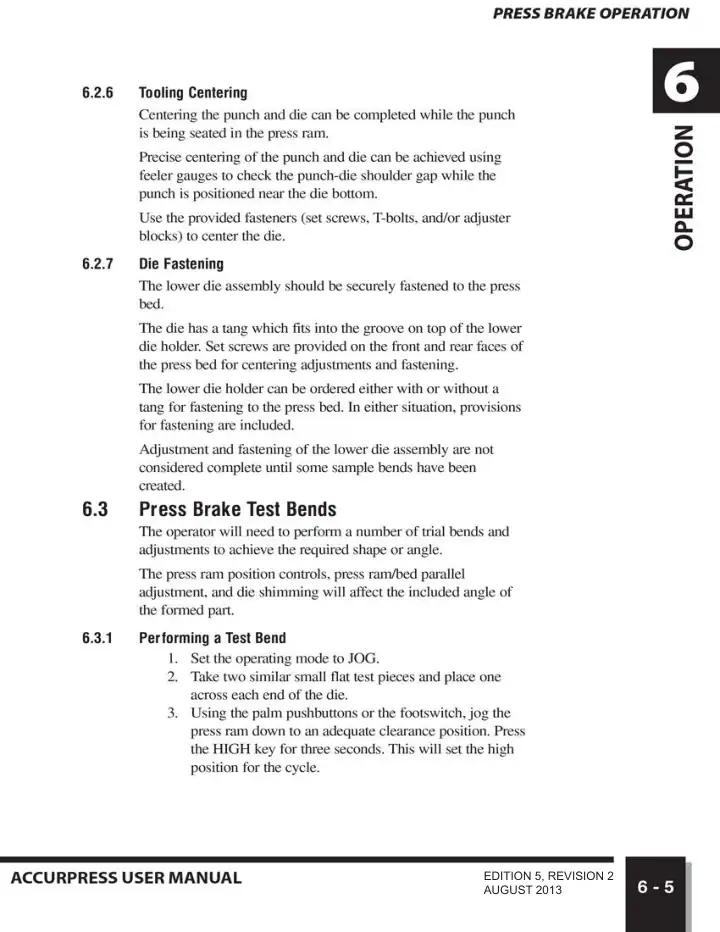 PRESS BRAKE OPERATION
6
OPERATION
6.2.6 Tooling Centering
Centering the punch and die can be completed while the punch
is being seated in the press ram.
Precise centering of the punch and die can be achieved using
feeler gauges to check the punch-die shoulder gap while the
punch is positioned near the die bottom.
Use the provided fasteners (set screws, T-bolts, and/or adjuster
blocks) to center the die.
6.2.7 Die Fastening
The lower die assembly should be securely fastened to the press
bed.
The die has a tang which fits into the groove on top of the lower
die holder. Set screws are provided on the front and rear faces of
the press bed for centering adjustments and fastening.
The lower die holder can be ordered either with or without a
tang for fastening to the press bed. In either situation, provisions
for fastening are included.
Adjustment and fastening of the lower die assembly are not
considered complete until some sample bends have been
created.
6.3 Press Brake Test Bends
The operator will need to perform a number of trial bends and
adjustments to achieve the required shape or angle.
The press ram position controls, press ram/bed parallel
adjustment, and die shimming will affect the included angle of
the formed part.
6.3.1 Performing a Test Bend
1. Set the operating mode to JOG.
2. Take two similar small flat test pieces and place one
across each end of the die.
3. Using the palm pushbuttons or the footswitch, jog the
press ram down to an adequate clearance position. Press
the HIGH key for three seconds. This will set the high
position for the cycle.
ACCURPRESS USER MANUAL
EDITION 5, REVISION 2
AUGUST 2013
6 - 5